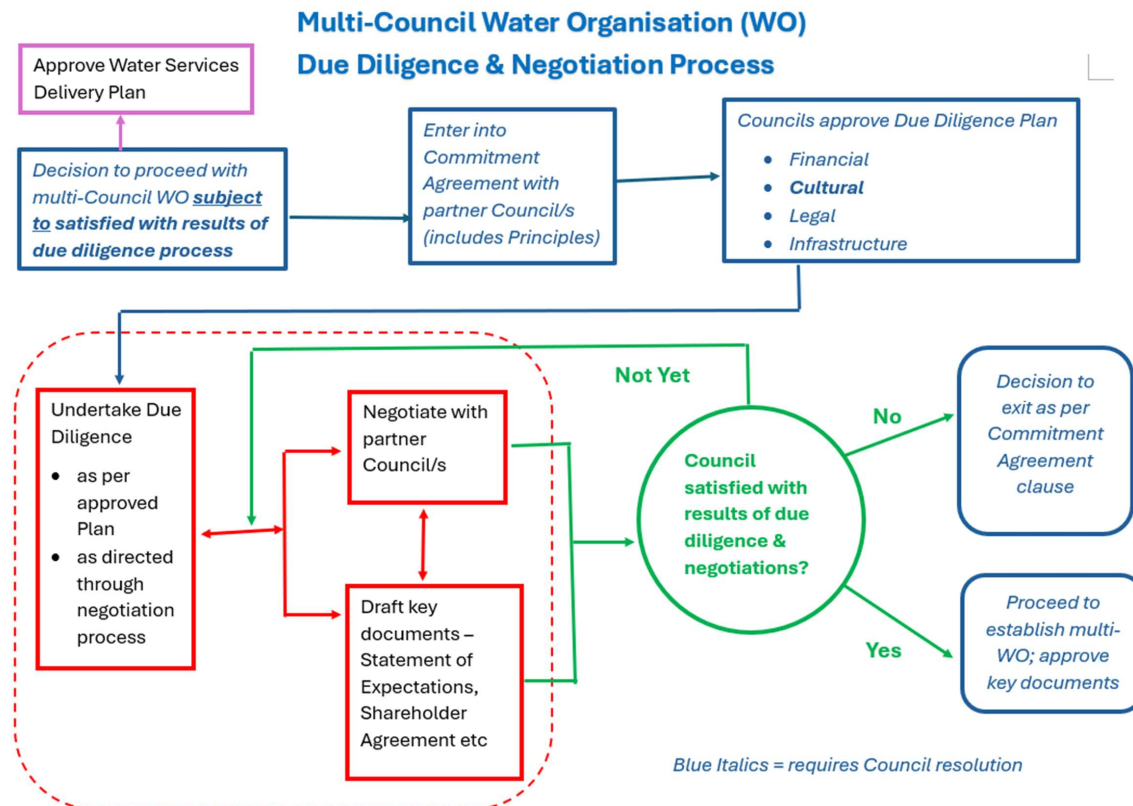 Multi-Council Water Organisation (WO)
Due Diligence & Negotiation Process
Approve Water Services
Delivery Plan
Decision to proceed with
multi-Council WO subject
to satisfied with results of
due diligence process
Enter into
Commitment
Agreement with
partner Council/s
(includes Principles)
Councils approve Due Diligence Plan
• Financial
• Cultural
• Legal
• Infrastructure
Undertake Due
Diligence
• as per
approved
Plan
• as directed
through
negotiation
process
Negotiate with
partner
Council/s
Draft key
documents –
Statement of
Expectations,
Shareholder
Agreement etc
Not Yet
Council
satisfied with
results of due
diligence &
negotiations?
No
Decision to
exit as per
Commitment
Agreement
clause
Yes
Proceed to
establish multi-
WO; approve
key documents
Blue Italics = requires Council resolution